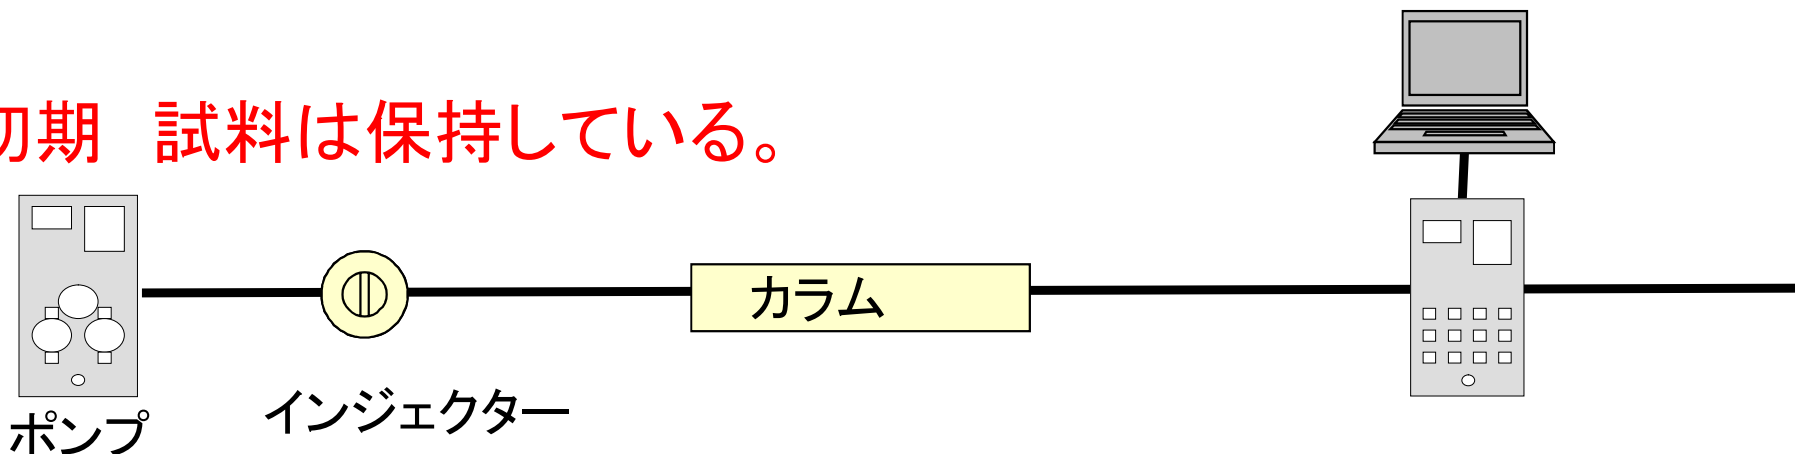 初期　試料は保持している。
カラム
インジェクター
ポンプ